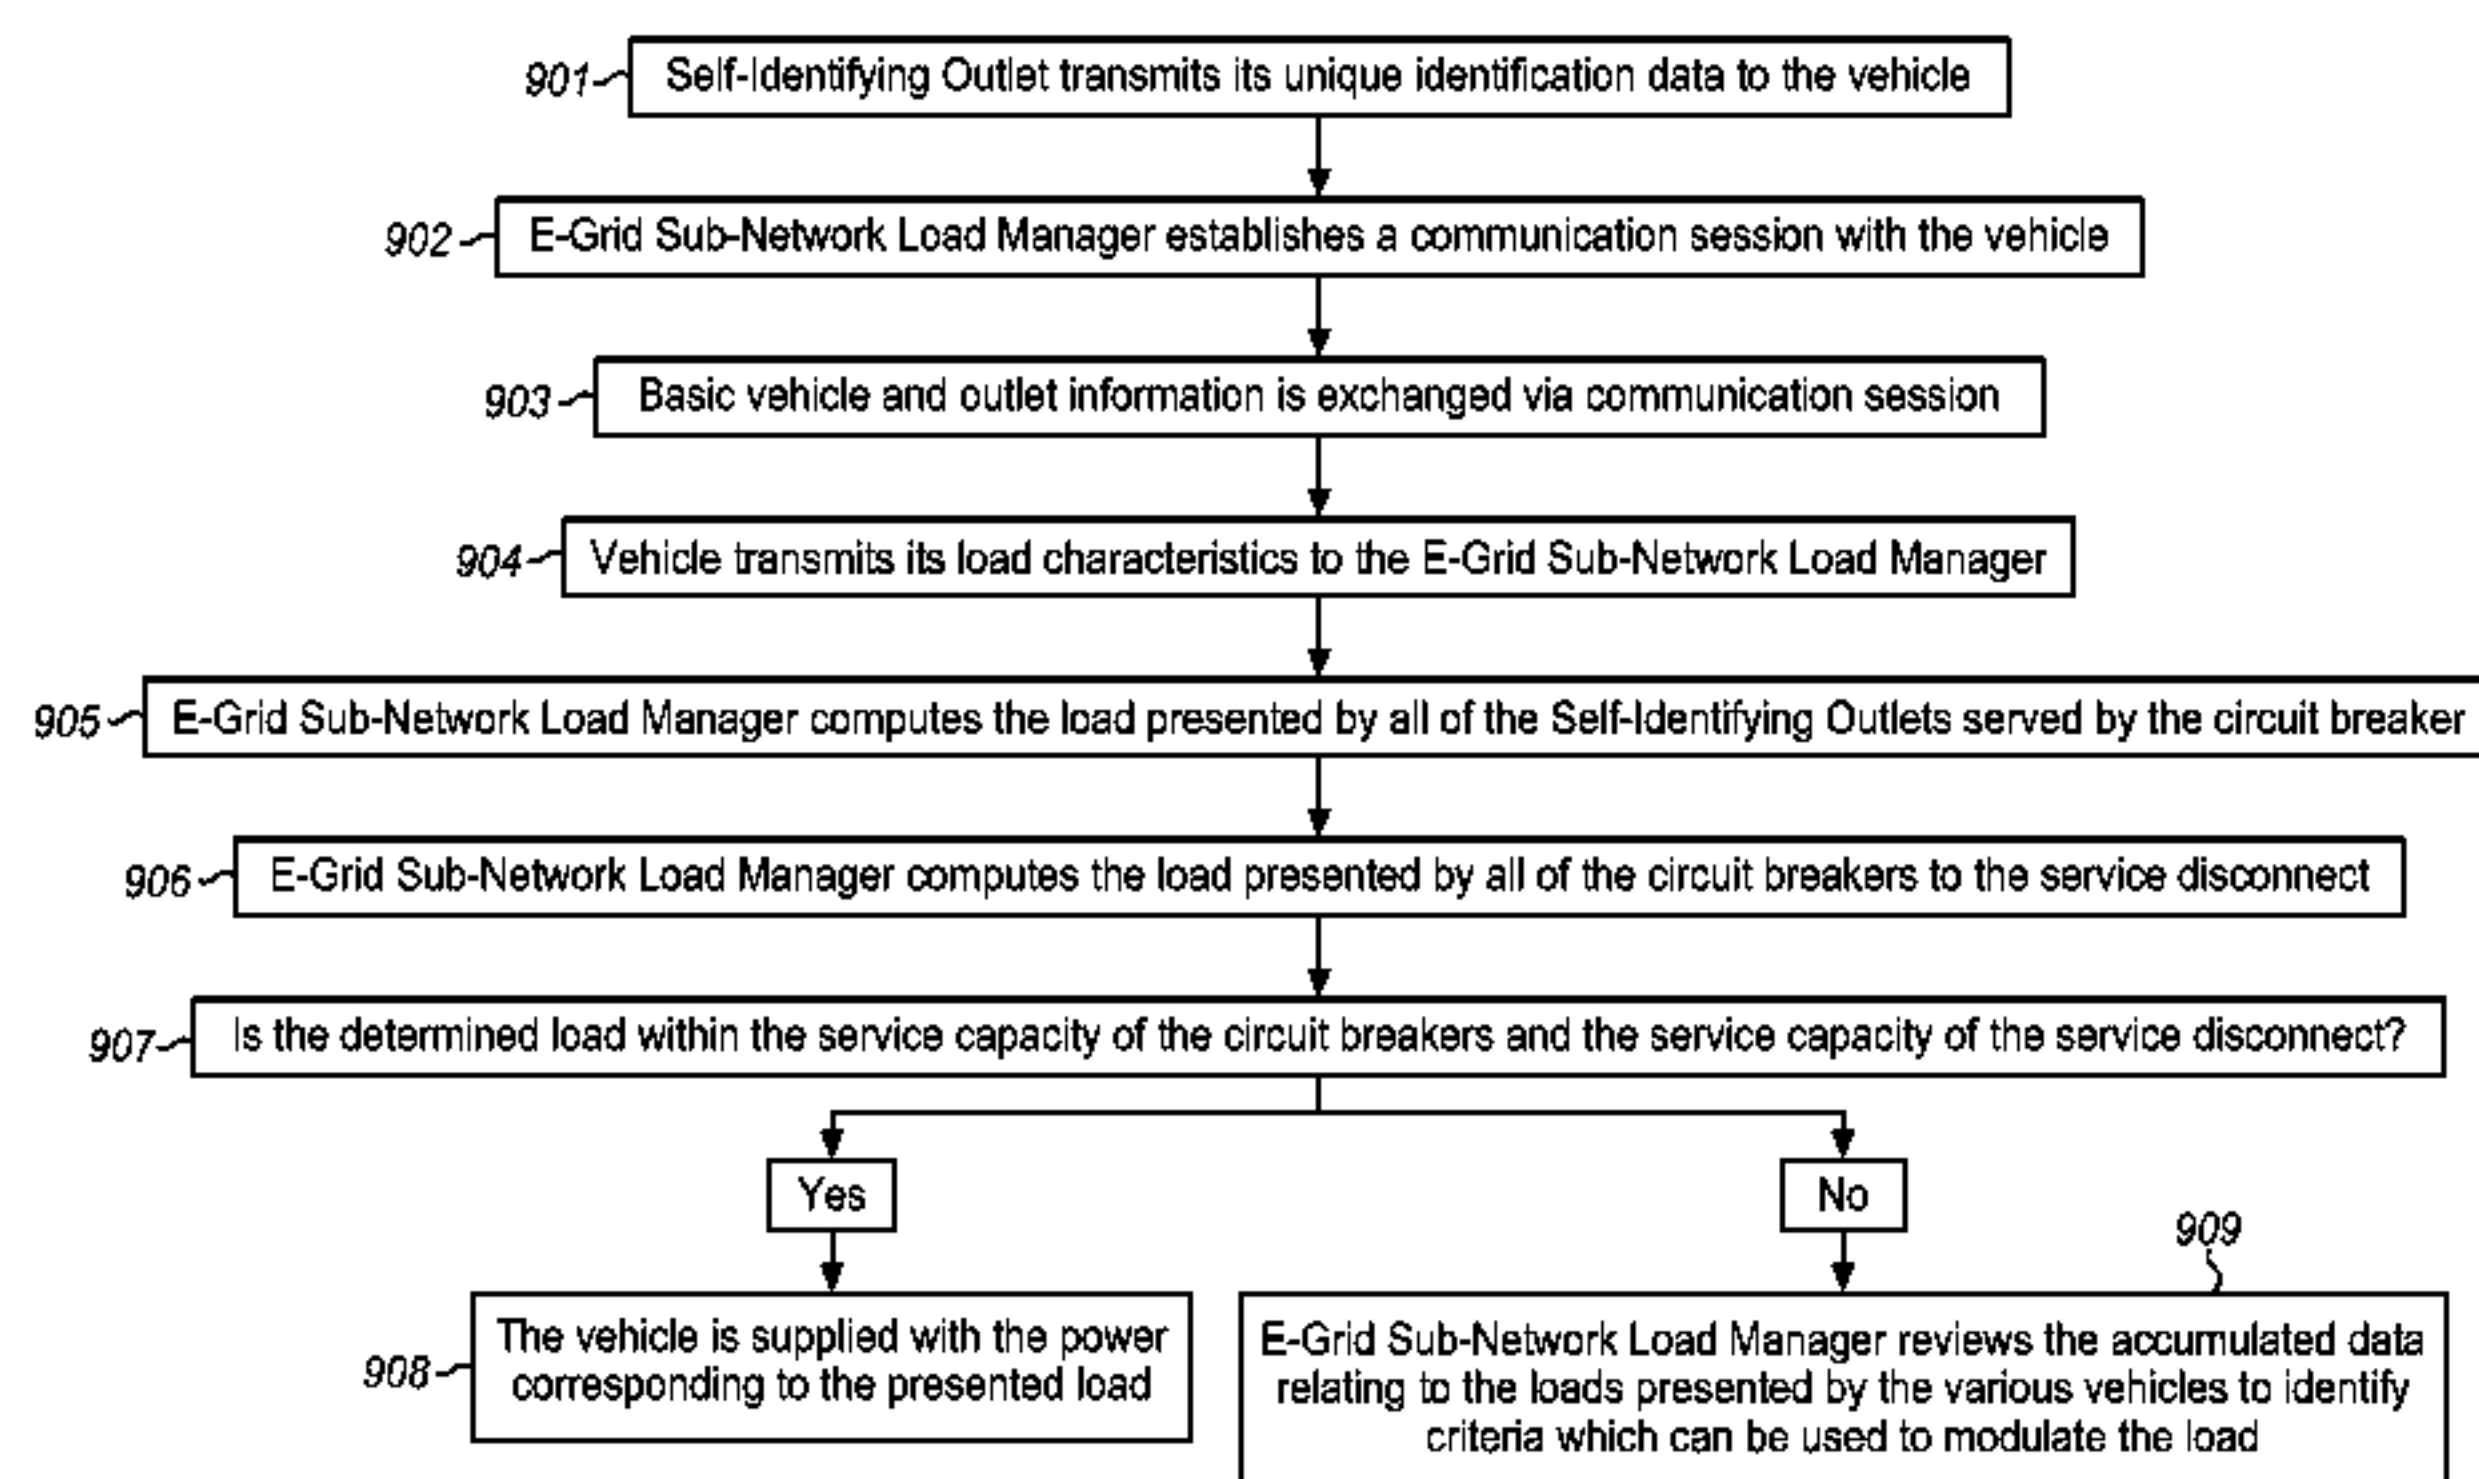 901 Self-Identifying Outlet transmits its unique identification data to the vehicle
902 E-Grid Sub-Network Load Manager establishes a communication session with the vehicle
903 Basic vehicle and outlet information is exchanged via communication session
904 Vehicle transmits its load characteristics to the E-Grid Sub-Network Load Manager
905 E-Grid Sub-Network Load Manager computes the load presented by all of the Self-Identifying Outlets served by the circuit breaker
906 E-Grid Sub-Network Load Manager computes the load presented by all of the circuit breakers to the service disconnect
907 Is the determined load within the service capacity of the circuit breakers and the service capacity of the service disconnect?
Yes
No
908
The vehicle is supplied with the power
corresponding to the presented load
909
E-Grid Sub-Network Load Manager reviews the accumulated data
relating to the loads presented by the various vehicles to identify
criteria which can be used to modulate the load